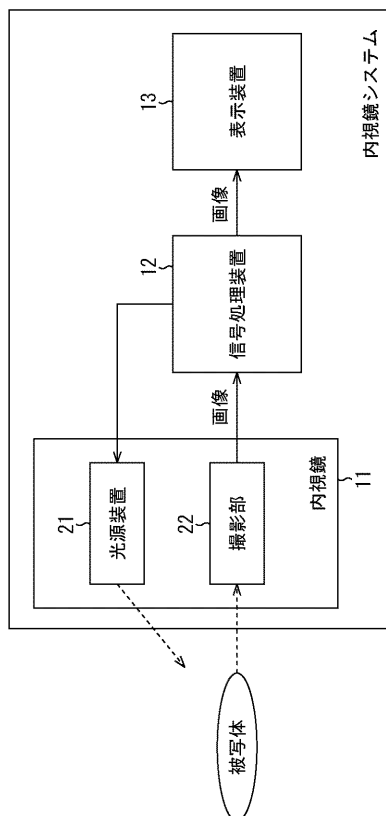 内視鏡システム
内視鏡
11
21
光源装置
22
撮影部
被写体
画像
12
信号処理装置
画像
13
表示装置